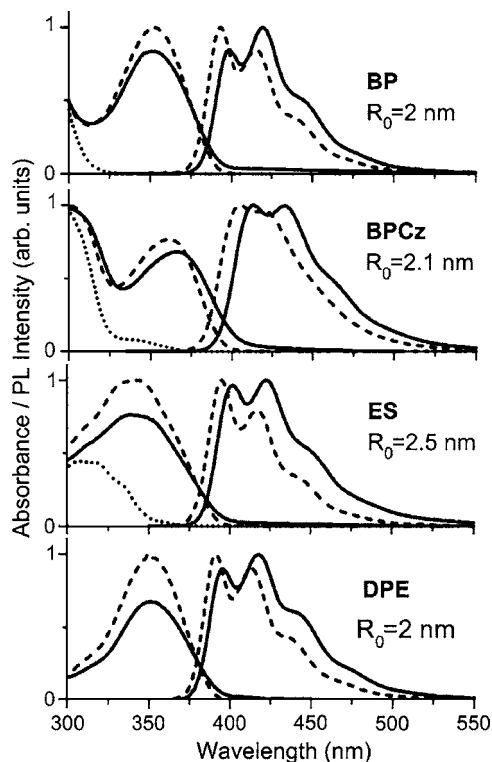 Absorbance / PL Intensity (arb. units)
1
0
BP
R0=2 nm
1
0
BPCz
R0=2.1 nm
1
0
ES
R0=2.5 nm
1
0
DPE
R0=2 nm
300 350 400 450 500 550
Wavelength (nm)